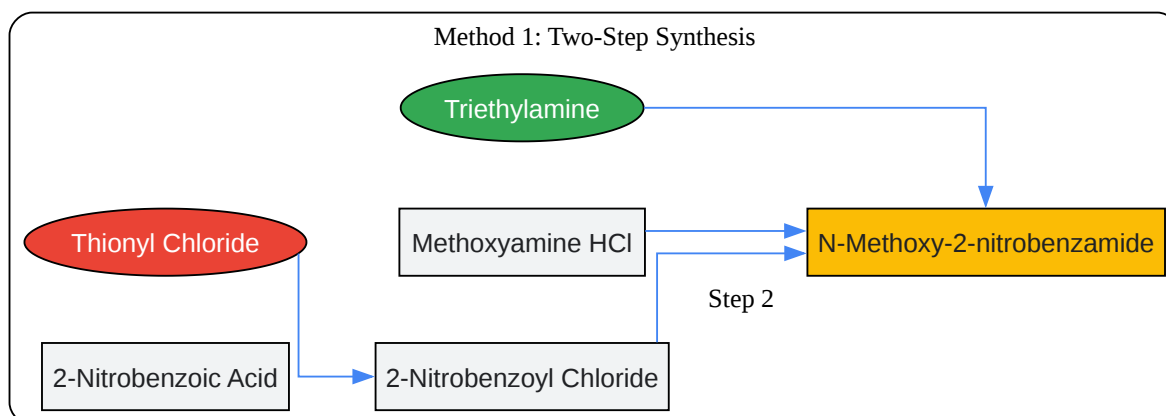 Method 1: Two-Step Synthesis
Triethylamine
Thionyl Chloride
Methoxyamine HCl
N-Methoxy-2-nitrobenzamide
Step 2
2-Nitrobenzoic Acid
2-Nitrobenzoyl Chloride